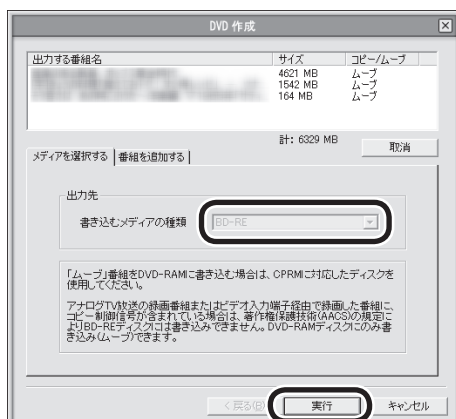 DVD 作成
出力する番組名 サイズ コピー/ムーブ
4621 MB ムーブ
1542 MB ムーブ
164 MB ムーブ
計: 6329 MB
取消
メディアを選択する 番組を追加する
出力先
書き込むメディアの種類 BD-RE
「ムーブ」番組をDVD-RAMに書き込む場合は、CPRMに対応したディスクを
使用してください。
アナログTV放送の録画番組またはビデオ入力端子経由で録画した番組に、
コピー制御信号が含まれている場合は、著作権保護技術(AACS)の規定に
よりBD-REディスクには書き込みできません。DVD-RAMディスクにのみ書
き込み(ムーブ)できます。
< 戻る(B) 実行 キャンセル